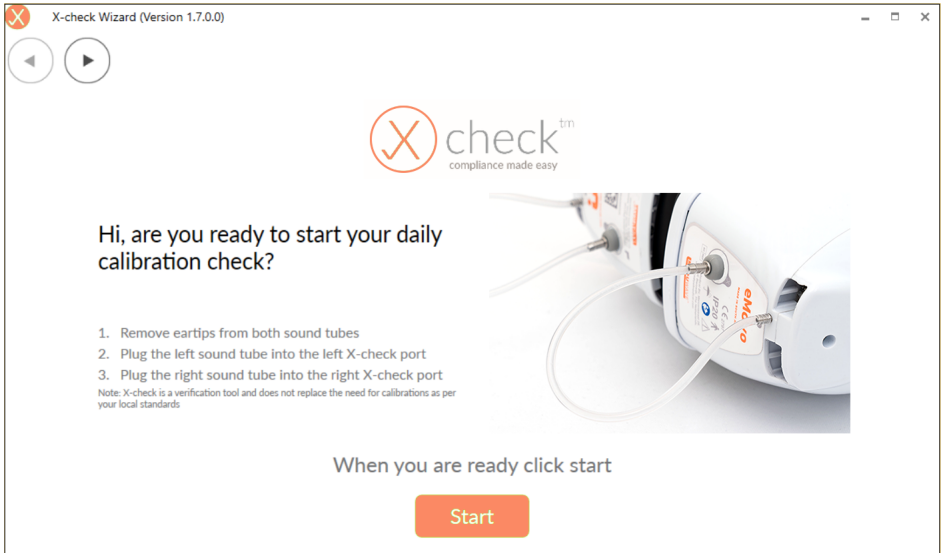 X-check Wizard (Version 1.7.0.0)
X check tm
compliance made easy
Hi, are you ready to start your daily
calibration check?
1. Remove eartips from both sound tubes
2. Plug the left sound tube into the left X-check port
3. Plug the right sound tube into the right X-check port
Note: X-check is a verification tool and does not replace the need for calibrations as per
your local standards
IP20
When you are ready click start
Start